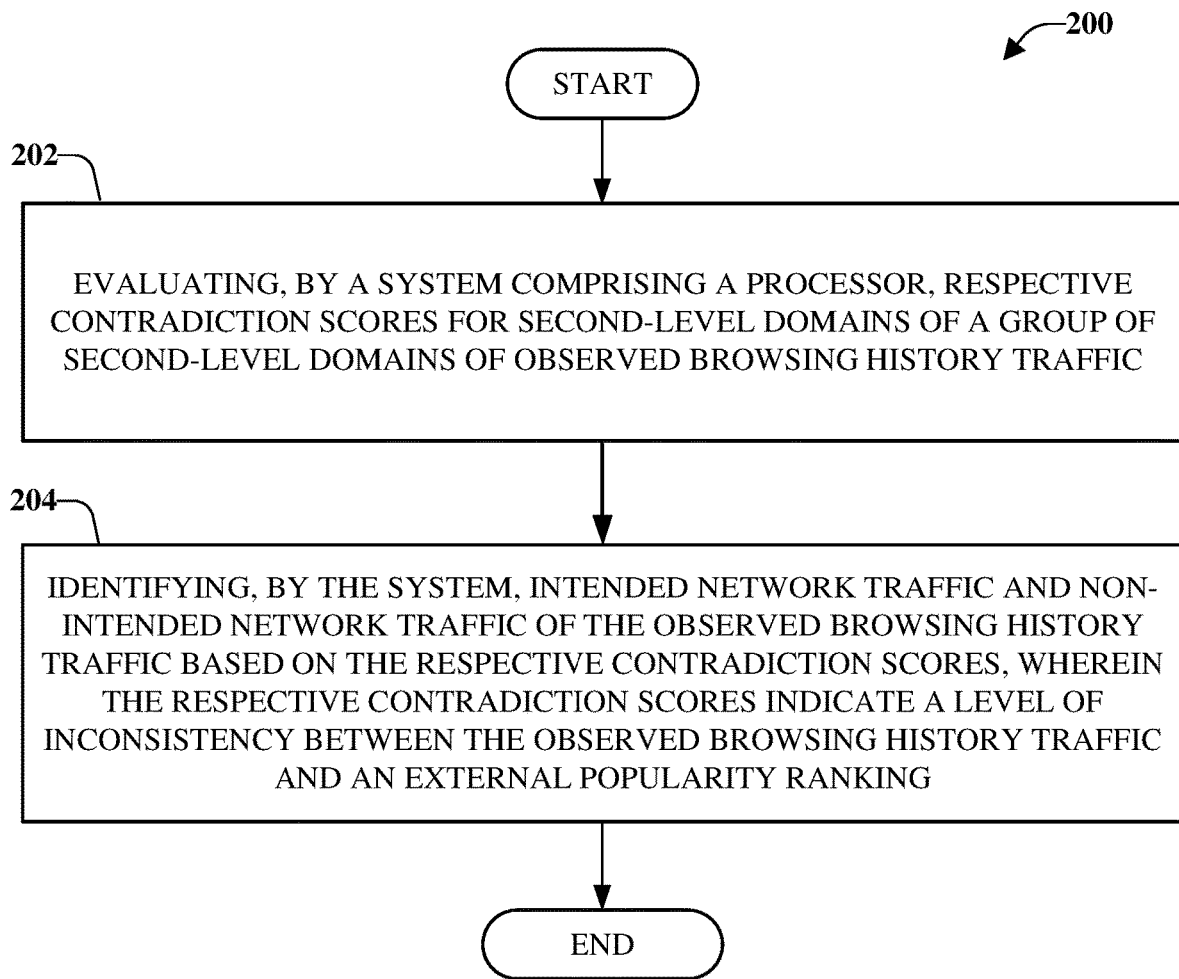 200
START
202
EVALUATING, BY A SYSTEM COMPRISING A PROCESSOR, RESPECTIVE
CONTRADICTION SCORES FOR SECOND-LEVEL DOMAINS OF A GROUP OF
SECOND-LEVEL DOMAINS OF OBSERVED BROWSING HISTORY TRAFFIC
204
IDENTIFYING, BY THE SYSTEM, INTENDED NETWORK TRAFFIC AND NON-
INTENDED NETWORK TRAFFIC OF THE OBSERVED BROWSING HISTORY
TRAFFIC BASED ON THE RESPECTIVE CONTRADICTION SCORES, WHEREIN
THE RESPECTIVE CONTRADICTION SCORES INDICATE A LEVEL OF
INCONSISTENCY BETWEEN THE OBSERVED BROWSING HISTORY TRAFFIC
AND AN EXTERNAL POPULARITY RANKING
END